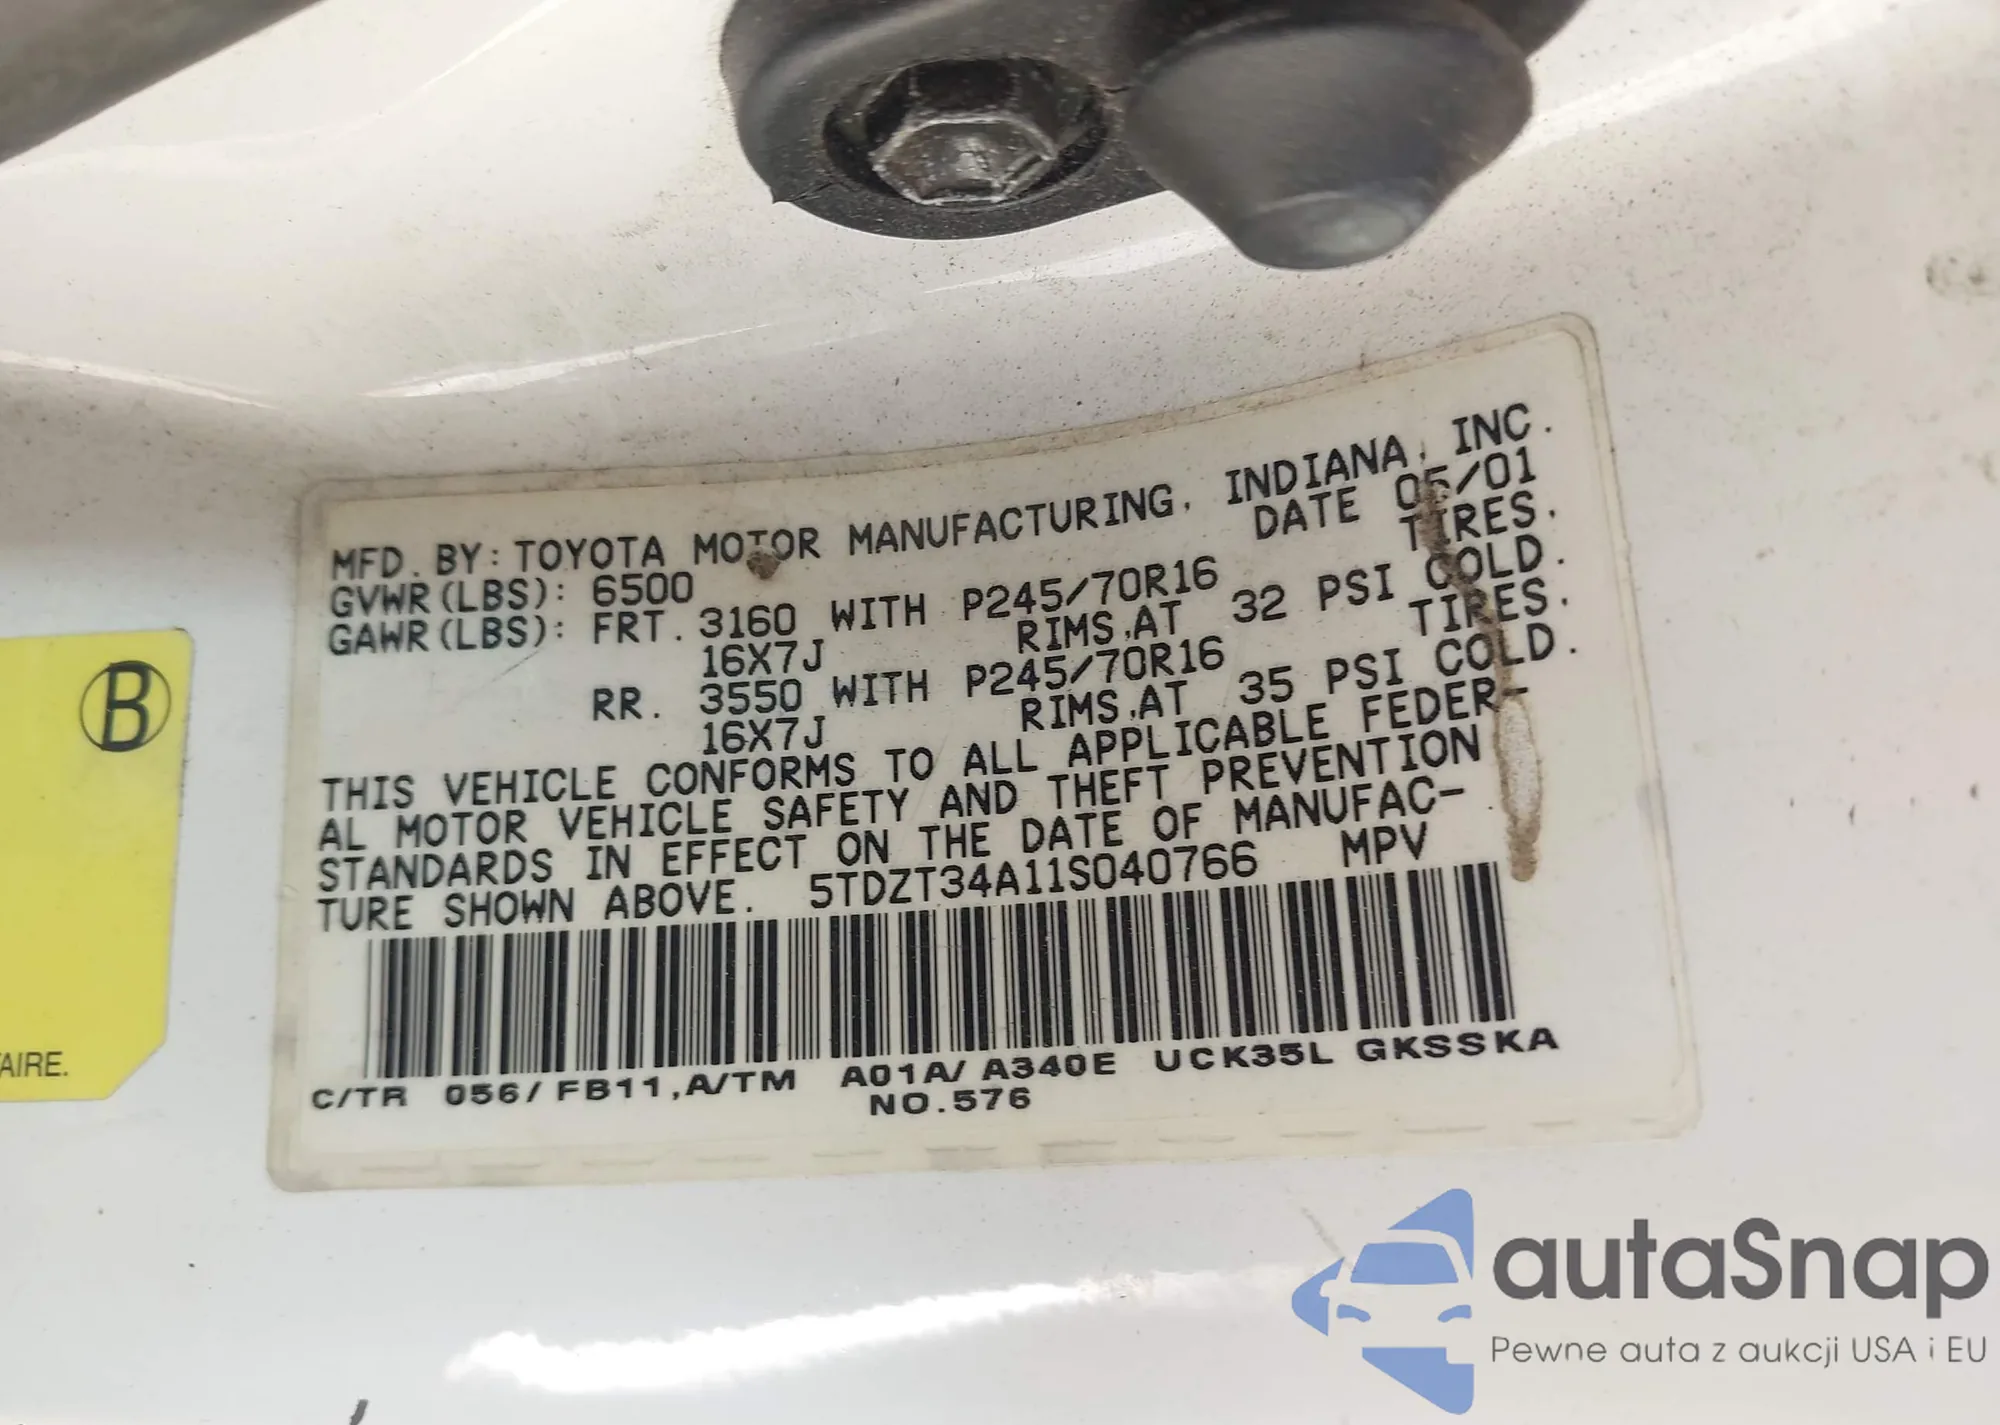 MFD. BY: TOYOTA MOTOR MANUFACTURING, INDIANA, INC.
GVWR(LBS): 6500 DATE 05/01
GAWR(LBS): FRT. 3160 WITH P245/70R16 TIRES.
16X7J RIMS,AT 32 PSI COLD.
RR. 3550 WITH P245/70R16 TIRES.
16X7J RIMS,AT 35 PSI COLD.
THIS VEHICLE CONFORMS TO ALL APPLICABLE FEDER-
AL MOTOR VEHICLE SAFETY AND THEFT PREVENTION
STANDARDS IN EFFECT ON THE DATE OF MANUFAC-
TURE SHOWN ABOVE. 5TDZT34A11S040766 MPV
C/TR 056/FB11,A/TM A01A/A340E UCK35L GKSSKA
NO.576
B
AIRE.
autaSnap
Pewne auta z aukcji USA i EU